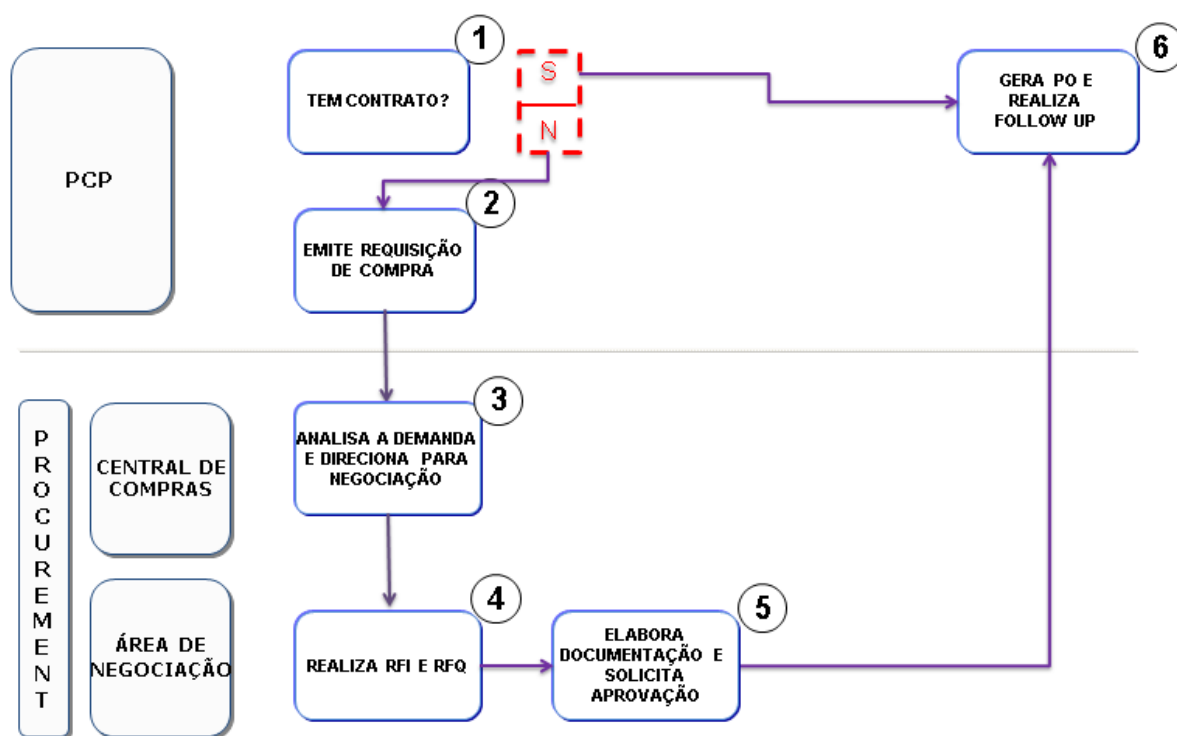 PCP
1
TEM CONTRATO?
S
N
6
GERA PO E
REALIZA
FOLLOW UP
2
EMITE REQUISIÇÃO
DE COMPRA
PROCUREMENT
CENTRAL DE
COMPRAS
3
ANALISA A DEMANDA
E DIRECIONA PARA
NEGOCIAÇÃO
ÁREA DE
NEGOCIAÇÃO
4
REALIZA RFI E RFQ
5
ELABORA
DOCUMENTAÇÃO E
SOLICITA
APROVAÇÃO